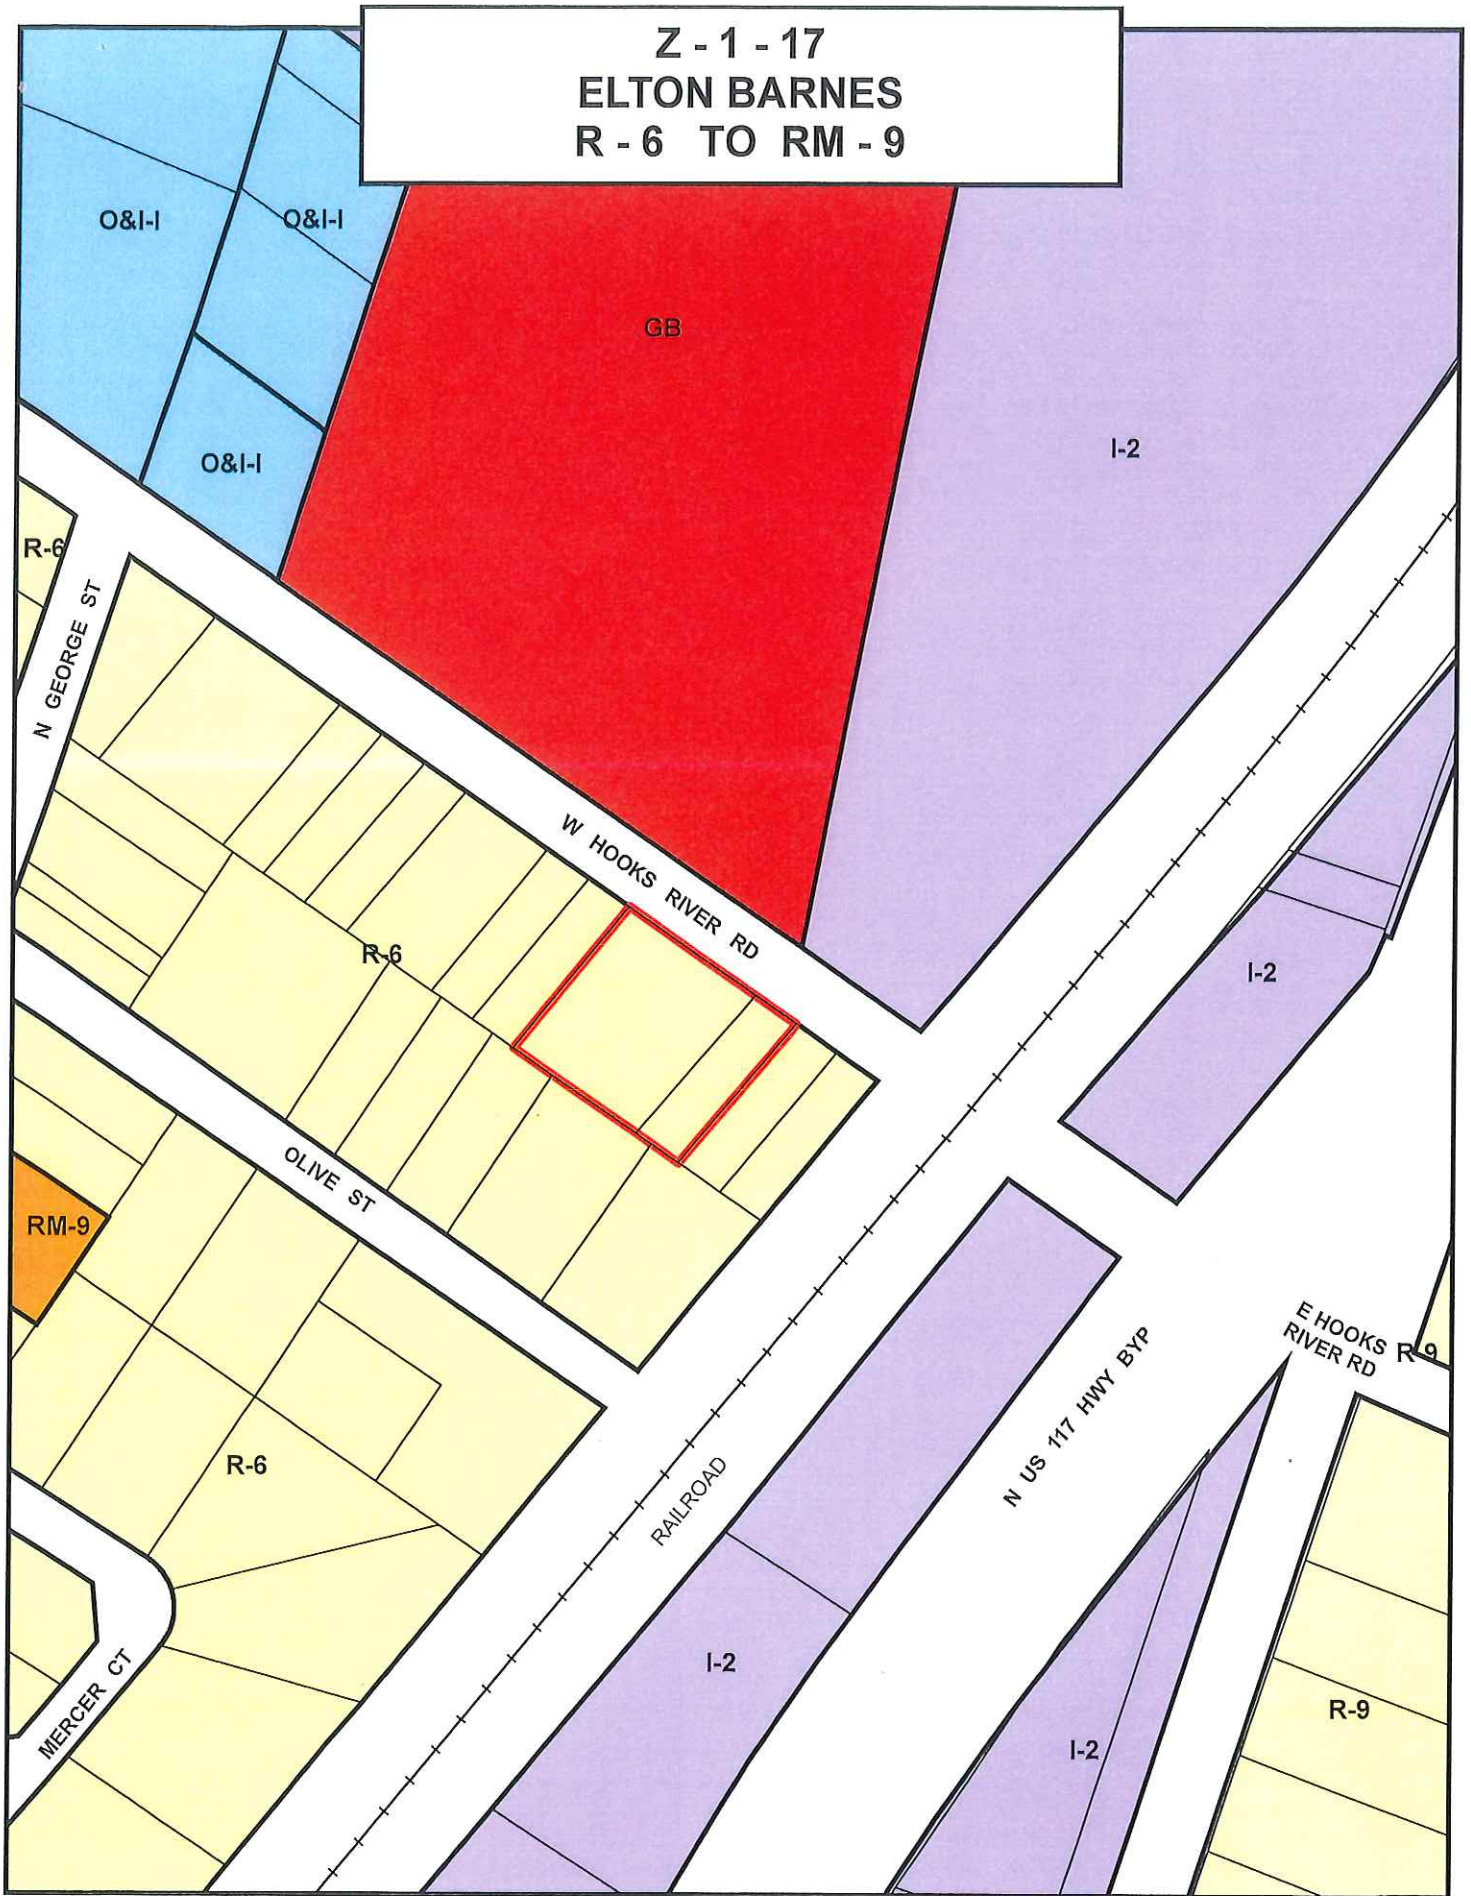 Z - 1 - 17
ELTON BARNES
R - 6 TO RM - 9
O&I-I
O&I-I
GB
I-2
O&I-I
R-6
N GEORGE ST
W HOOKS RIVER RD
R-6
I-2
OLIVE ST
RM-9
E HOOKS
RIVER RD
R-9
N US 117 HWY BYP
R-6
RAILROAD
I-2
MERCER CT
R-9
I-2